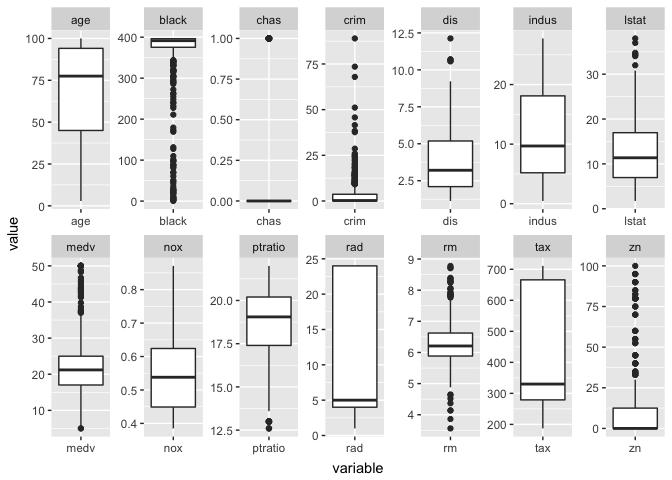 age black chas crim dis indus lstat
100 75 50 25 0
400 300 200 100 0
1.00 0.75 0.50 0.25 0.00
75 50 25 0
12.5 10.0 7.5 5.0 2.5
20 10 0
30 20 10 0
age black chas crim dis indus lstat
value
medv nox ptratio rad rm tax zn
50 40 30 20 10
0.8 0.7 0.6 0.5 0.4
20.0 17.5 15.0 12.5
25 20 15 10 5 0
9 8 7 6 5 4
700 600 500 400 300 200
100 75 50 25 0
medv nox ptratio rad rm tax zn
variable